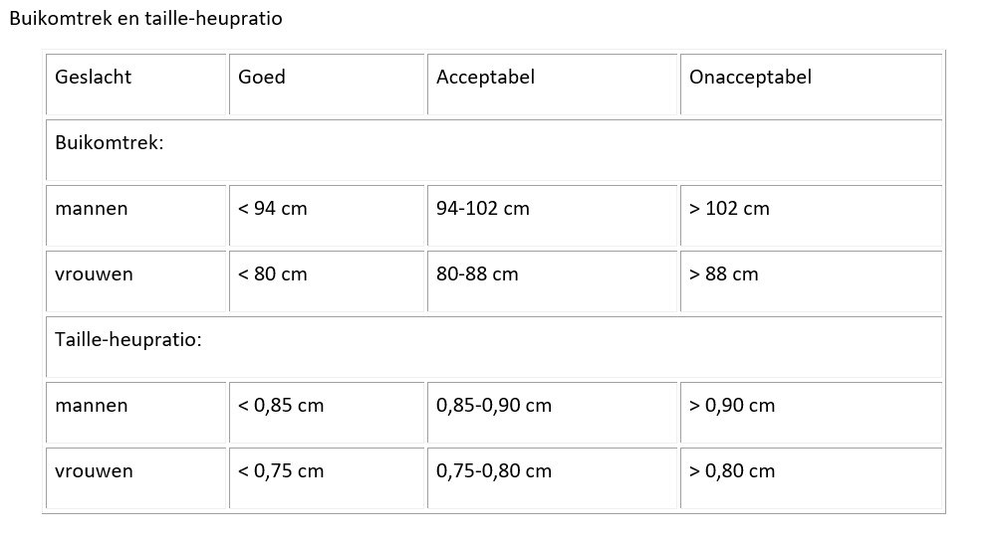 Buikomtrek en taille-heupratio
Geslacht Goed Acceptabel Onacceptabel
Buikomtrek:
mannen < 94 cm 94-102 cm > 102 cm
vrouwen < 80 cm 80-88 cm > 88 cm
Taille-heupratio:
mannen < 0,85 cm 0,85-0,90 cm > 0,90 cm
vrouwen < 0,75 cm 0,75-0,80 cm > 0,80 cm